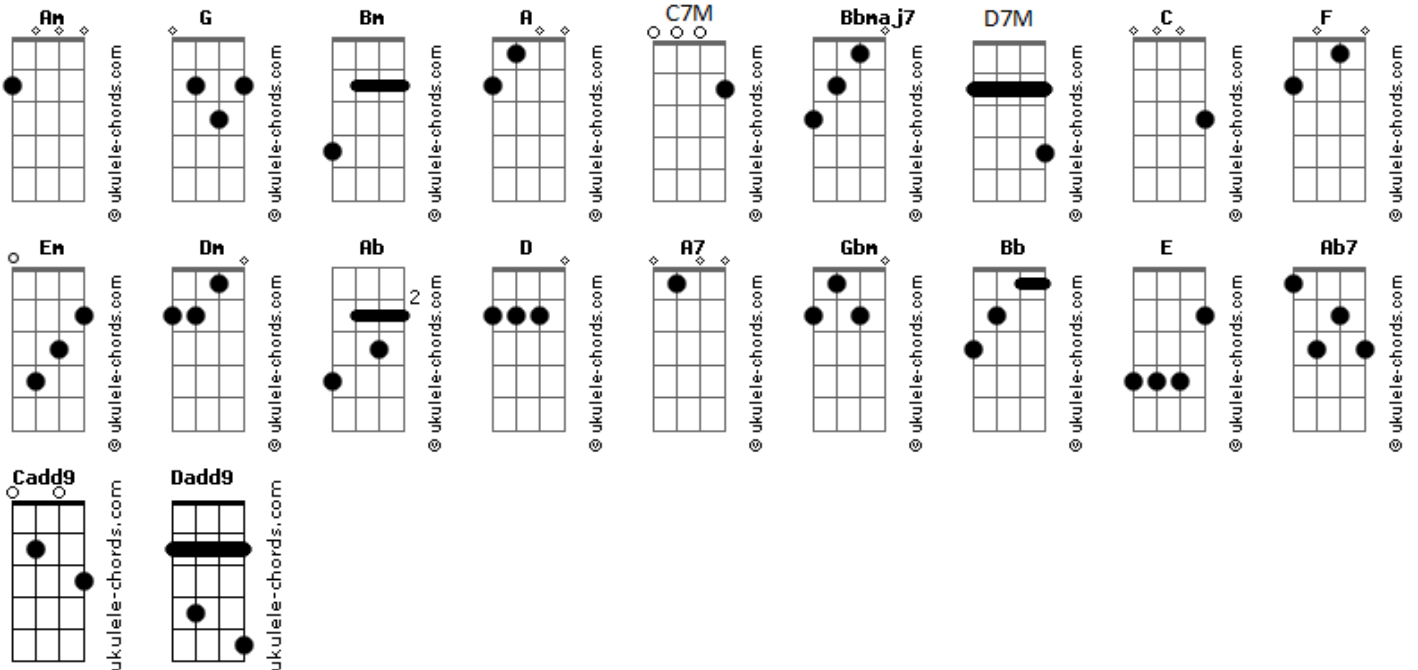 Am G Bm A C7M Bbmaj7 D7M C F
© ukulele-chords.com © ukulele-chords.com © ukulele-chords.com © ukulele-chords.com © ukulele-chords.com © ukulele-chords.com © ukulele-chords.com © ukulele-chords.com © ukulele-chords.com
Em Dm Ab D A7 Gbm Bb E Ab7
2
© ukulele-chords.com © ukulele-chords.com © ukulele-chords.com © ukulele-chords.com © ukulele-chords.com © ukulele-chords.com © ukulele-chords.com © ukulele-chords.com © ukulele-chords.com
Cadd9 Dadd9
ukulele-chords.com ukulele-chords.com